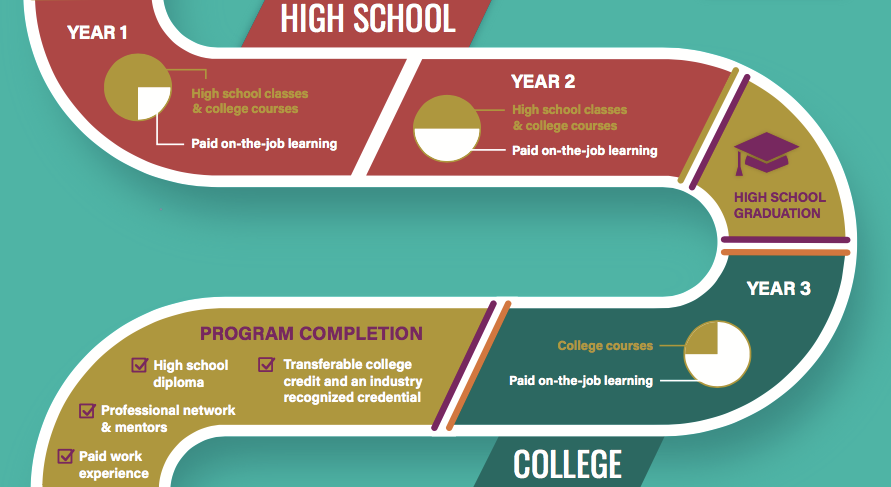 HIGH SCHOOL
YEAR 1
High school classes
& college courses
Paid on-the-job learning
YEAR 2
High school classes
& college courses
Paid on-the-job learning
HIGH SCHOOL
GRADUATION
YEAR 3
College courses
Paid on-the-job learning
PROGRAM COMPLETION
High school
diploma
Transferable college
credit and an industry
recognized credential
Professional network
& mentors
Paid work
experience
COLLEGE